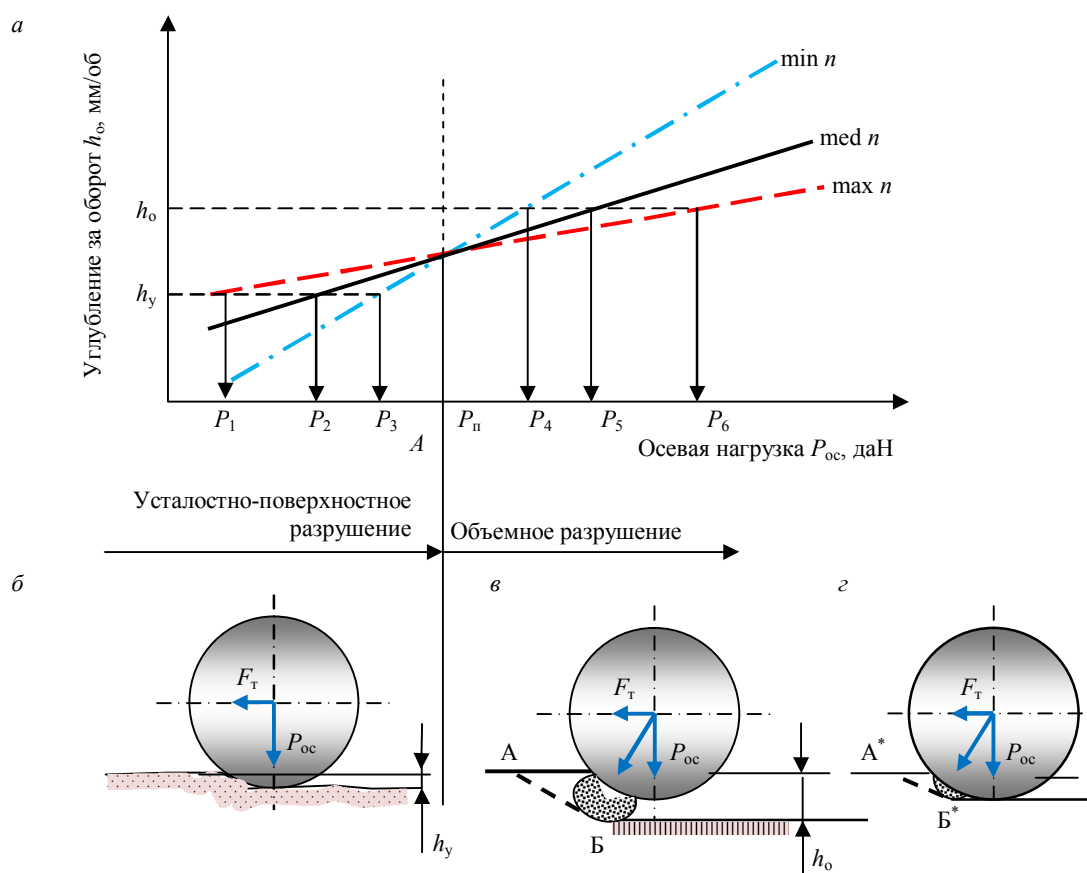 а
Углубление за оборот hо, мм/об
min n
med n
max n
hо
hу
P1 P2 P3 Pп P4 P5 P6
А
Осевая нагрузка Pос, даН
Усталостно-поверхностное
разрушение
Объемное разрушение
б
в
г
Fт
Pос
hу
Fт
Pос
А
Б
hо
Fт
Pос
А*
Б*